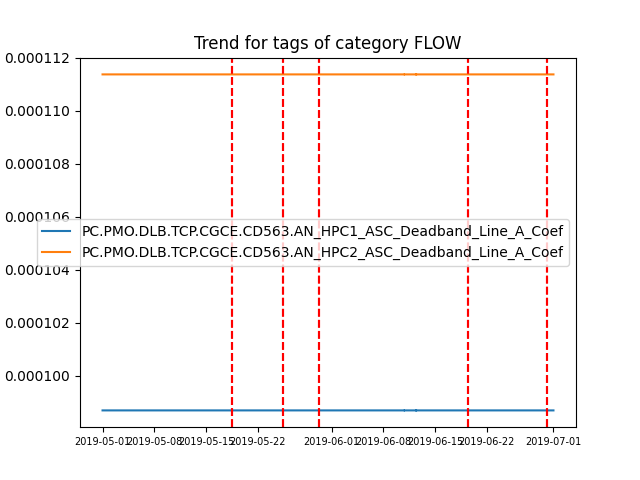 Trend for tags of category FLOW
0.000112
0.000110
0.000108
0.000106
0.000104
0.000102
0.000100
PC.PMO.DLB.TCP.CGCE.CD563.AN_HPC1_ASC_Deadband_Line_A_Coef
PC.PMO.DLB.TCP.CGCE.CD563.AN_HPC2_ASC_Deadband_Line_A_Coef
2019-05-01 2019-05-08 2019-05-15 2019-05-22 2019-06-01 2019-06-08 2019-06-15 2019-06-22 2019-07-01